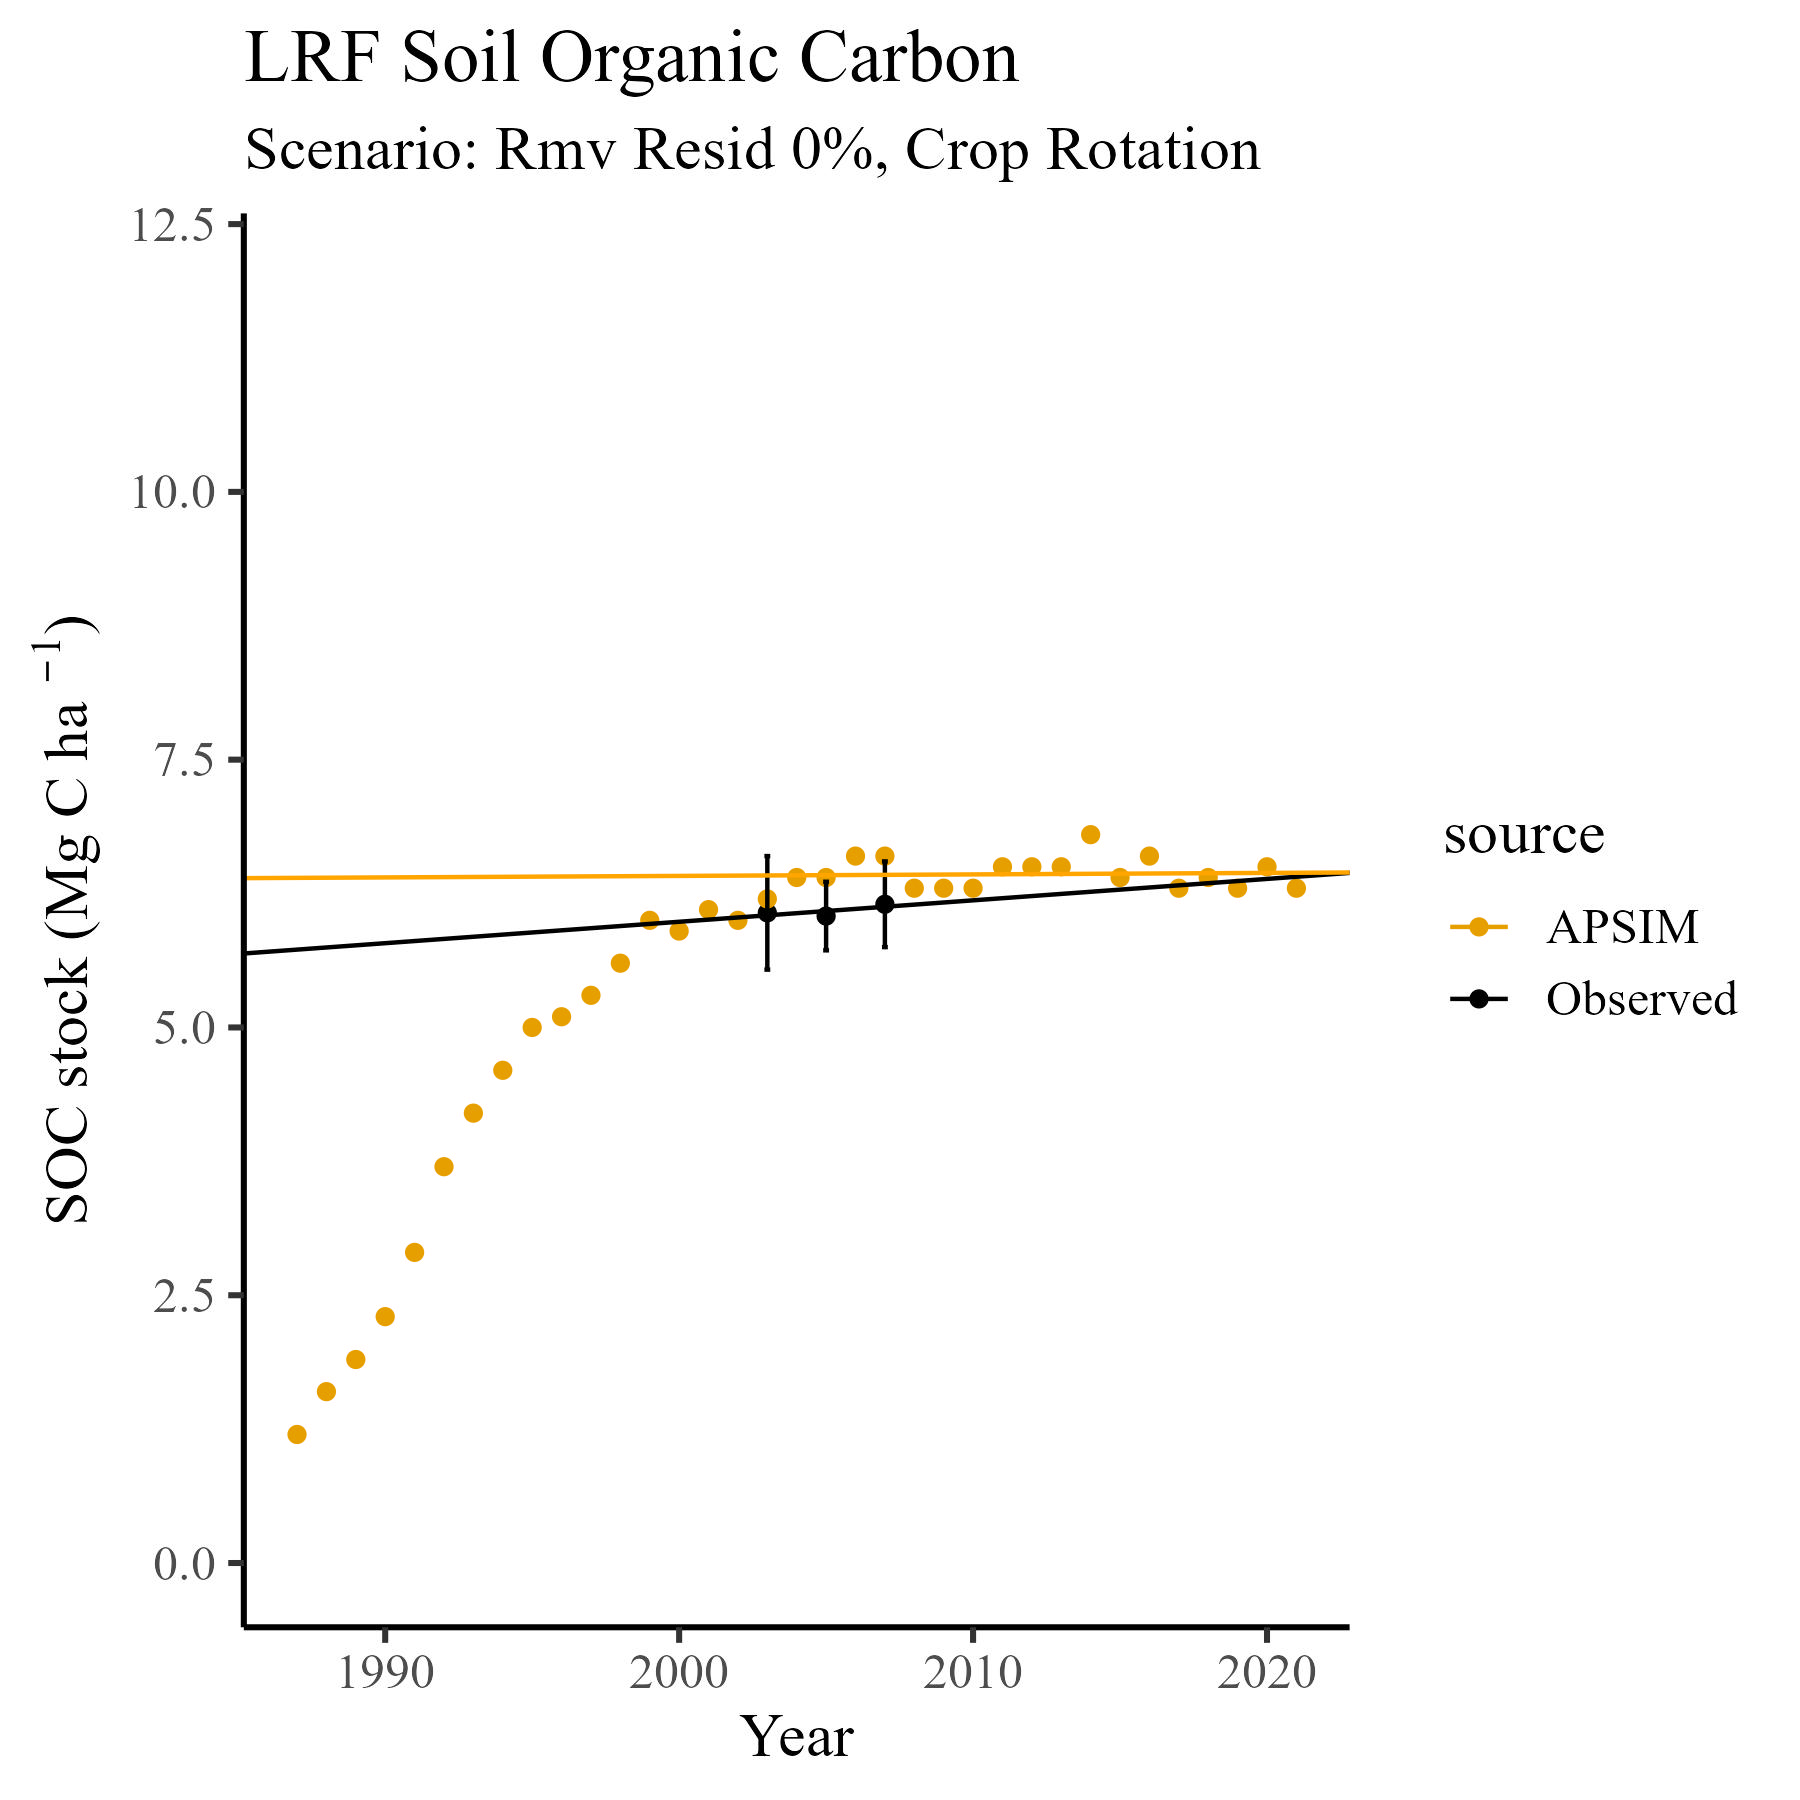 LRF Soil Organic Carbon
Scenario: Rmv Resid 0%, Crop Rotation
SOC stock (Mg C ha ⁻¹)
12.5
10.0
7.5
5.0
2.5
0.0
1990 2000 2010 2020
Year
source
APSIM
Observed